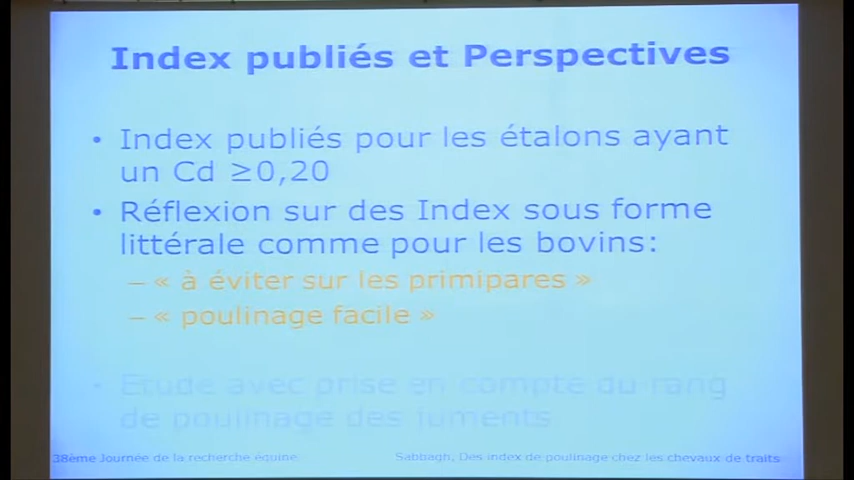 Index publiés et Perspectives
• Index publiés pour les étalons ayant
un Cd ≥0,20
• Réflexion sur des Index sous forme
littérale comme pour les bovins:
– « à éviter sur les primipares »
– « poulinage facile »
• Etude avec prise en compte du rang
de poulinage des juments
38ème Journée de la recherche équine
Sabbagh, Des index de poulinage chez les chevaux de traits